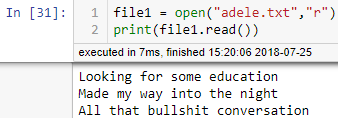 In [31]:
1 file1 = open("adele.txt","r")
2 print(file1.read())
executed in 7ms, finished 15:20:06 2018-07-25
Looking for some education
Made my way into the night
All that bullshit conversation